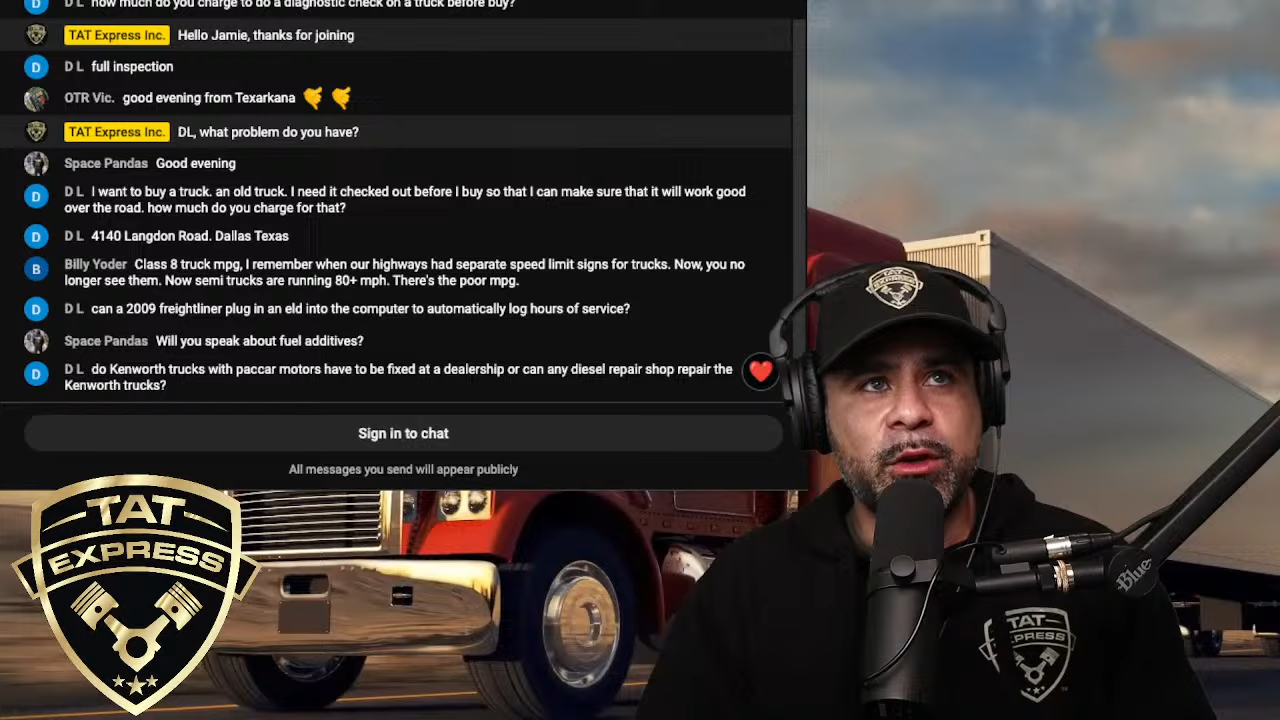 D L how much do you charge to do a diagnostic check on a truck before buy?
TAT Express Inc. Hello Jamie, thanks for joining
D L full inspection
OTR Vic. good evening from Texarkana
TAT Express Inc. DL, what problem do you have?
Space Pandas Good evening
D L I want to buy a truck. an old truck. I need it checked out before I buy so that I can make sure that it will work good
over the road. how much do you charge for that?
D L 4140 Langdon Road. Dallas Texas
Billy Yoder Class 8 truck mpg, I remember when our highways had separate speed limit signs for trucks. Now, you no
longer see them. Now semi trucks are running 80+ mph. There's the poor mpg.
D L can a 2009 freightliner plug in an eld into the computer to automatically log hours of service?
Space Pandas Will you speak about fuel additives?
D L do Kenworth trucks with paccar motors have to be fixed at a dealership or can any diesel repair shop repair the
Kenworth trucks?
Sign in to chat
All messages you send will appear publicly
TAT
EXPRESS
TAT
EXPRESS
Blue
TAT
EXPRESS
D
D
D
D
B
D
D